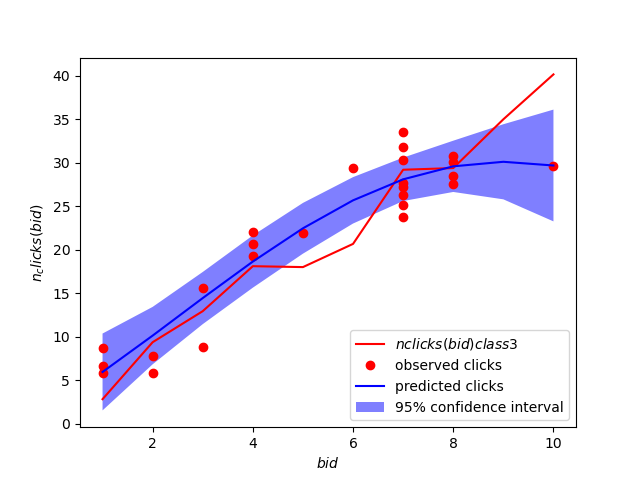 40
35
30
25
20
15
10
5
0
n_clicks(bid)
nclicks(bid)class3
observed clicks
predicted clicks
95% confidence interval
2 4 6 8 10
bid